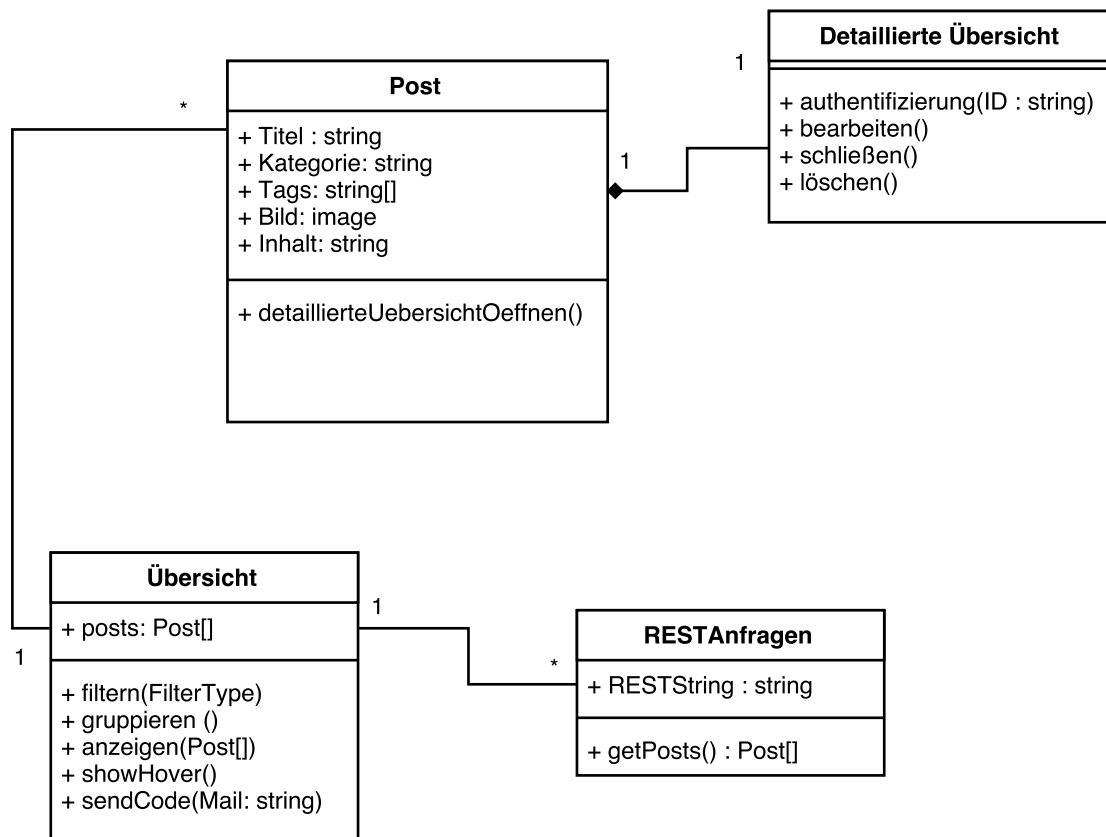 Detaillierte Übersicht
1
+ authentifizierung(ID : string)
+ bearbeiten()
+ schließen()
+ löschen()
Post
*
+ Titel : string
+ Kategorie: string
+ Tags: string[]
+ Bild: image
+ Inhalt: string
1
+ detaillierteUebersichtOeffnen()
Übersicht
1
+ posts: Post[]
1
+ filtern(FilterType)
+ gruppieren ()
+ anzeigen(Post[])
+ showHover()
+ sendCode(Mail: string)
*
RESTAnfragen
+ RESTString : string
+ getPosts() : Post[]